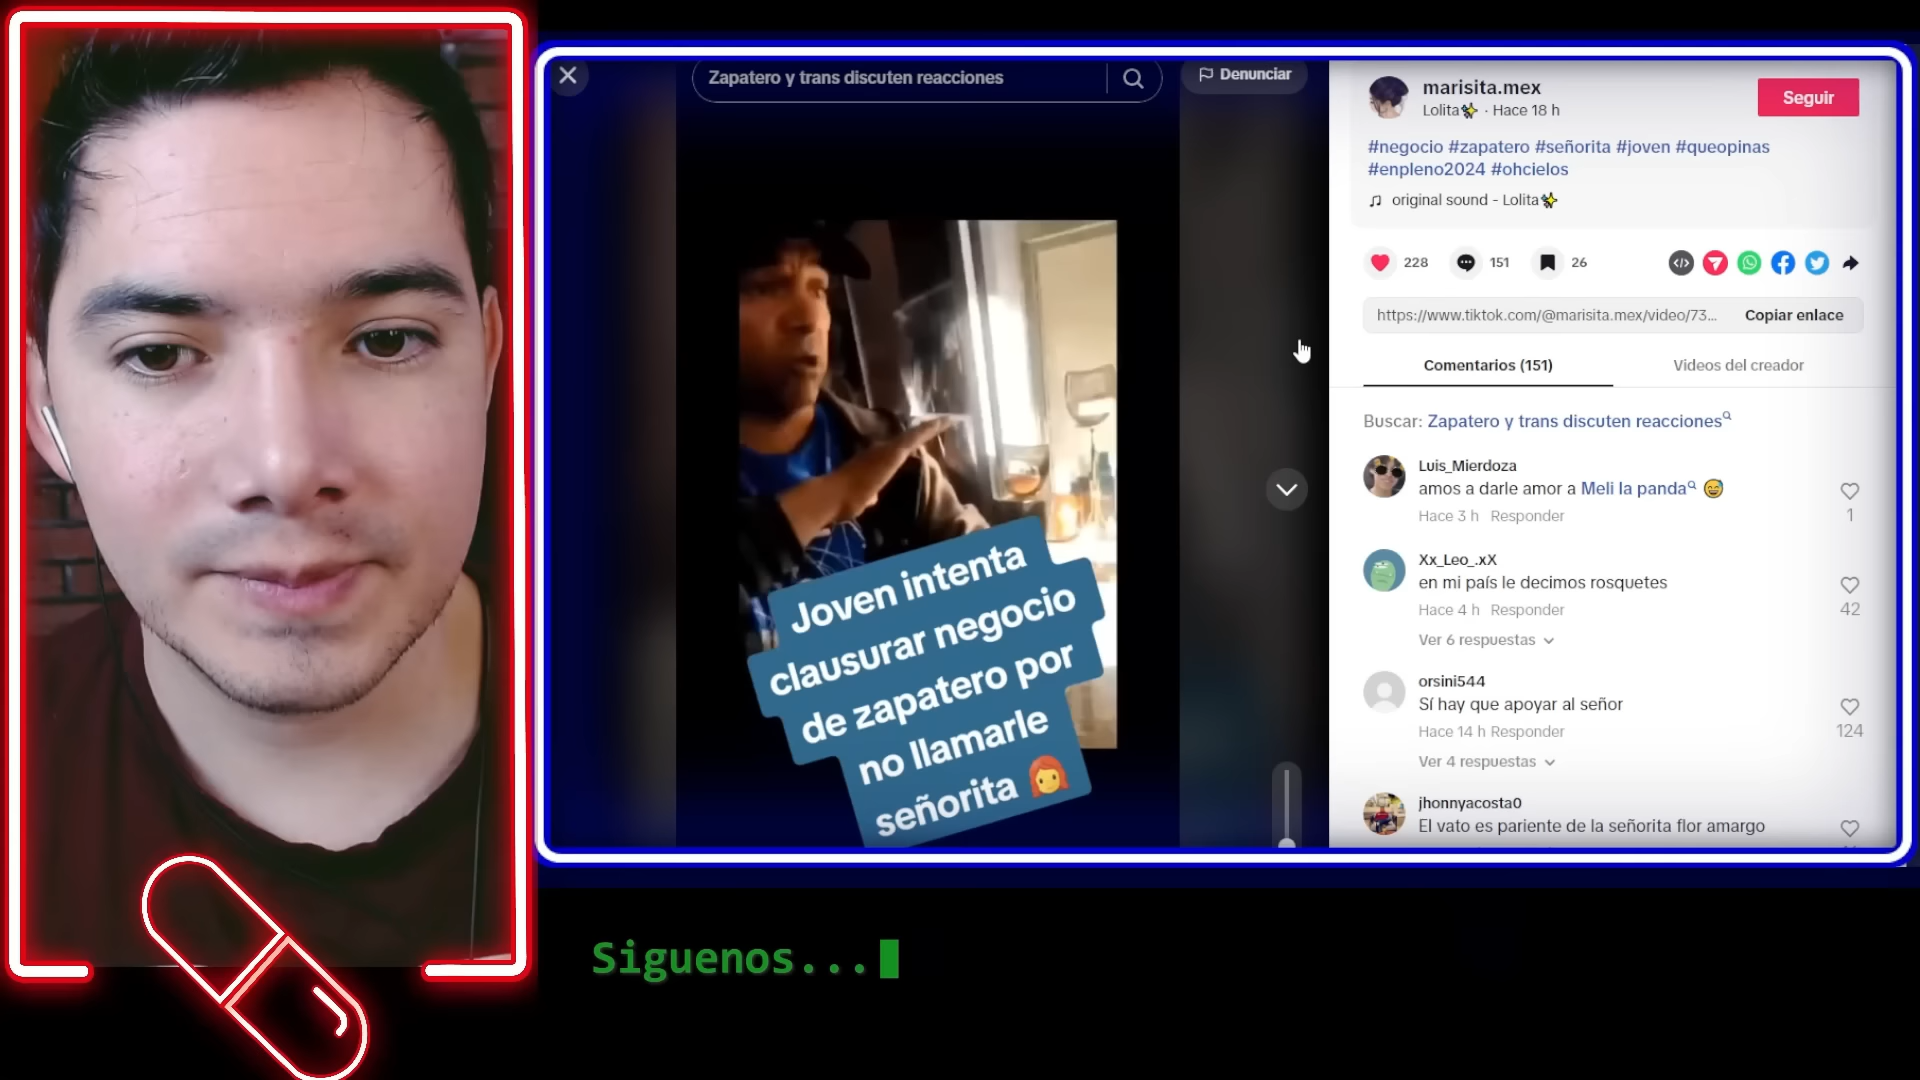 Zapatero y trans discuten reacciones
Denunciar
marisita.mex
Lolita✨ · Hace 18 h
Seguir
#negocio #zapatero #señorita #joven #queopinas
#enpleno2024 #ohcielos
original sound - Lolita✨
228
151
26
https://www.tiktok.com/@marisita.mex/video/73...
Copiar enlace
Comentarios (151)
Videos del creador
Buscar: Zapatero y trans discuten reacciones
Luis_Mierdoza
amos a darle amor a Meli la panda 😅
1
Hace 3 h Responder
Xx_Leo_.xX
en mi país le decimos rosquetes
42
Hace 4 h Responder
Ver 6 respuestas
orsini544
Sí hay que apoyar al señor
124
Hace 14 h Responder
Ver 4 respuestas
jhonnyacosta0
El vato es pariente de la señorita flor amargo
Joven intenta
clausurar negocio
de zapatero por
no llamarle
señorita 👩‍🦰
Siguenos...